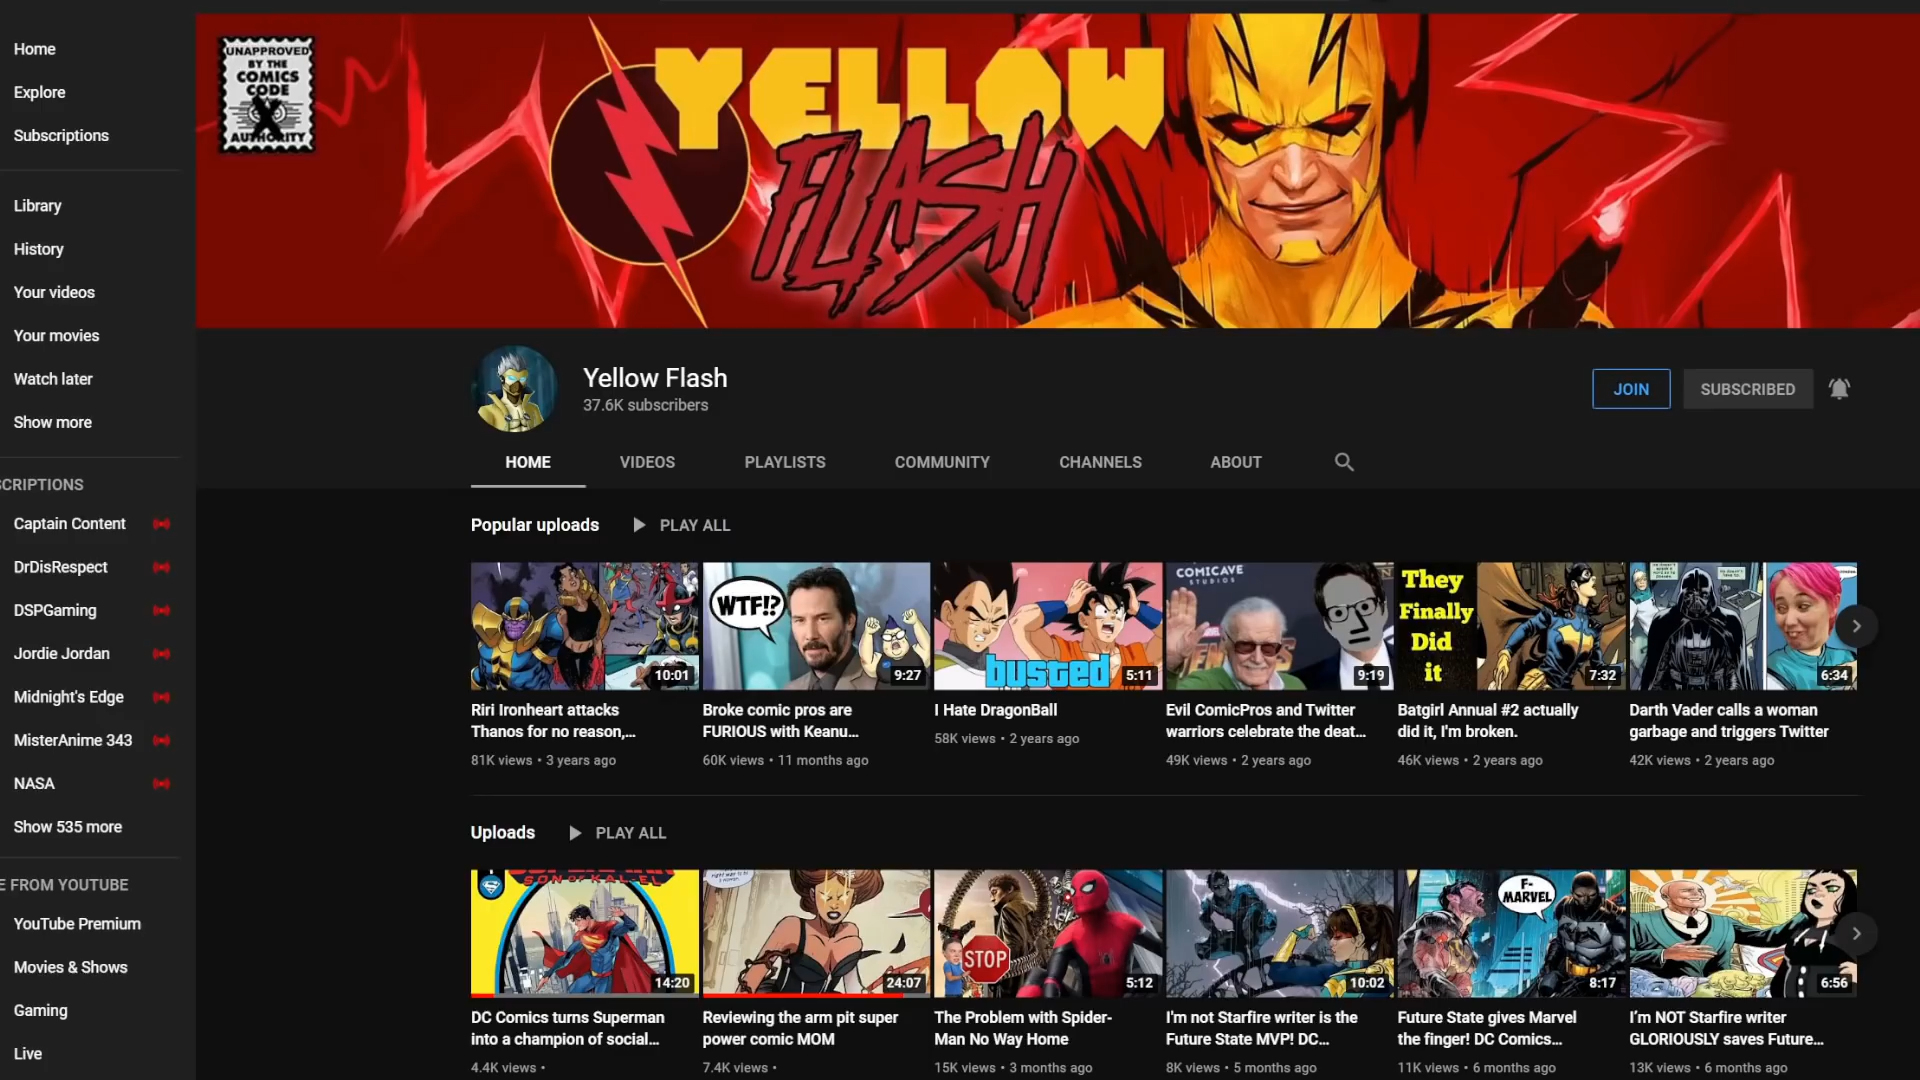 Home
Explore
Subscriptions
Library
History
Your videos
Your movies
Watch later
Show more
SCRIPTIONS
Captain Content
DrDisRespect
DSPGaming
Jordie Jordan
Midnight's Edge
MisterAnime 343
NASA
Show 535 more
E FROM YOUTUBE
YouTube Premium
Movies & Shows
Gaming
Live
UNAPPROVED
BY THE
COMICS
CODE
AUTHORITY
YELLOW
FLASH
Yellow Flash
37.6K subscribers
JOIN
SUBSCRIBED
HOME
VIDEOS
PLAYLISTS
COMMUNITY
CHANNELS
ABOUT
Popular uploads
PLAY ALL
10:01
Riri Ironheart attacks
Thanos for no reason,...
81K views • 3 years ago
WTF!?
9:27
Broke comic pros are
FURIOUS with Keanu...
60K views • 11 months ago
busted
5:11
I Hate DragonBall
58K views • 2 years ago
COMICAVE
STUDIOS
9:19
Evil ComicPros and Twitter
warriors celebrate the deat...
49K views • 2 years ago
They
Finally
Did
it
7:32
Batgirl Annual #2 actually
did it, I'm broken.
46K views • 2 years ago
6:34
Darth Vader calls a woman
garbage and triggers Twitter
42K views • 2 years ago
Uploads
PLAY ALL
SON OF KAL-EL
14:20
DC Comics turns Superman
into a champion of social...
4.4K views •
24:07
Reviewing the arm pit super
power comic MOM
7.4K views •
STOP
5:12
The Problem with Spider-
Man No Way Home
15K views • 3 months ago
10:02
I'm not Starfire writer is the
Future State MVP! DC...
8K views • 5 months ago
F-
MARVEL
8:17
Future State gives Marvel
the finger! DC Comics...
11K views • 6 months ago
6:56
I'm NOT Starfire writer
GLORIOUSLY saves Future...
13K views • 6 months ago